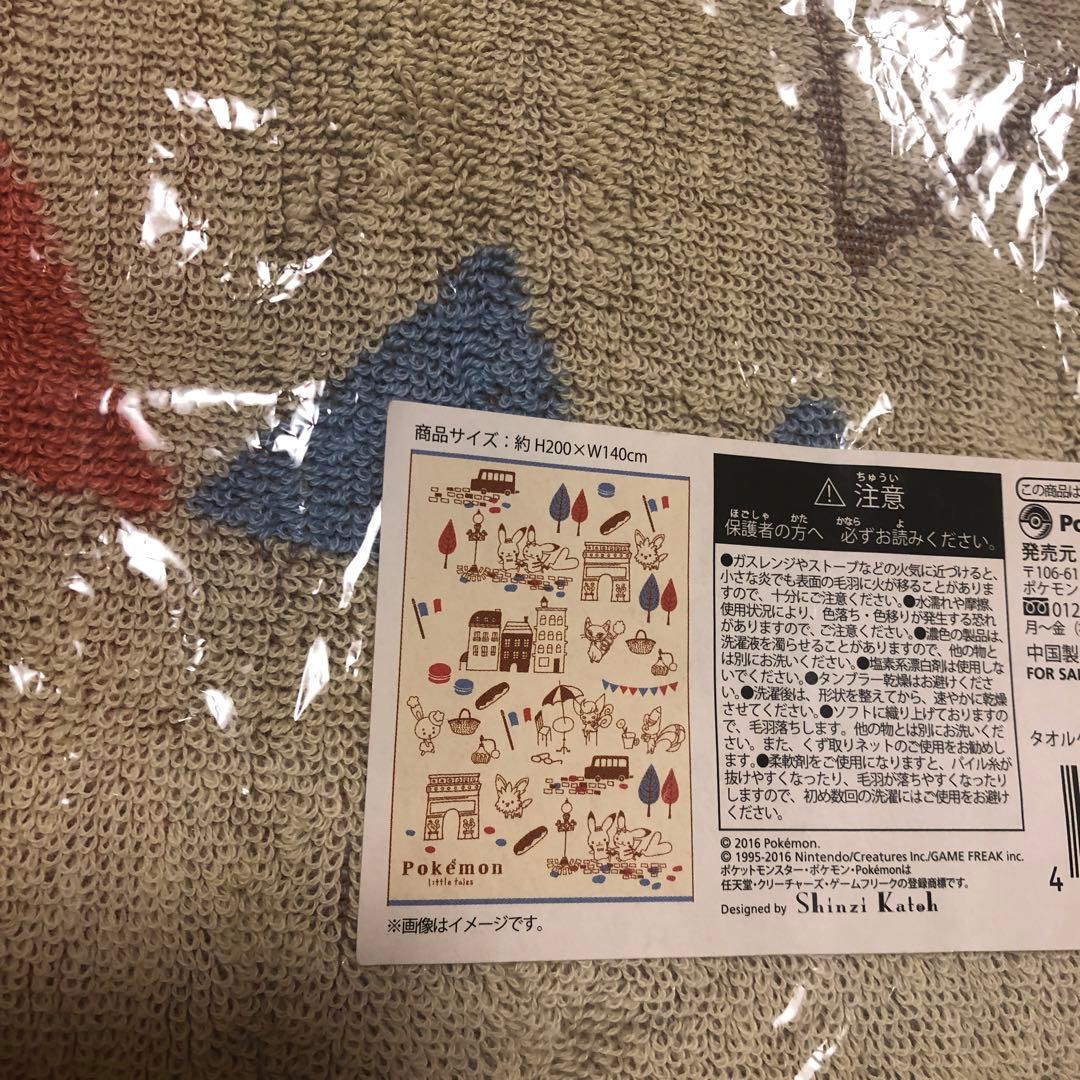 商品サイズ：約 H200×W140cm
Pokémon
little tales
※画像はイメージです。
ちゅうい
⚠ 注意
ほごしゃ かた かなら よ
保護者の方へ 必ずお読みください。
●ガスレンジやストーブなどの火気に近づけると、
小さな炎でも表面の毛羽に火が移ることがありま
すので、十分にご注意ください。●水濡れや摩擦、
使用状況により、色落ち・色移りが発生する恐れ
がありますので、ご注意ください。●濃色の製品は、
洗濯液を濁らせることがありますので、他の物と
は別にお洗いください。●塩素系漂白剤は使用しな
いでください。●タンブラー乾燥はお避けくださ
い。●洗濯後は、形状を整えてから、速やかに乾燥
させてください。●ソフトに織り上げておりますの
で、毛羽落ちします。他の物とは別にお洗いくだ
さい。また、くず取りネットのご使用をお勧めし
ます。●柔軟剤をご使用になりますと、パイル糸が
抜けやすくなったり、毛羽が落ちやすくなったり
しますので、初め数回の洗濯にはご使用をお避け
ください。
© 2016 Pokémon.
© 1995-2016 Nintendo/Creatures Inc./GAME FREAK inc.
ポケットモンスター・ポケモン・Pokémonは
任天堂・クリーチャーズ・ゲームフリークの登録商標です。
Designed by Shinzi Katoh
この商品は
Po
発売元
〒106-61
ポケモン
012
月～金（
中国製
FOR SAL
タオルケ
4